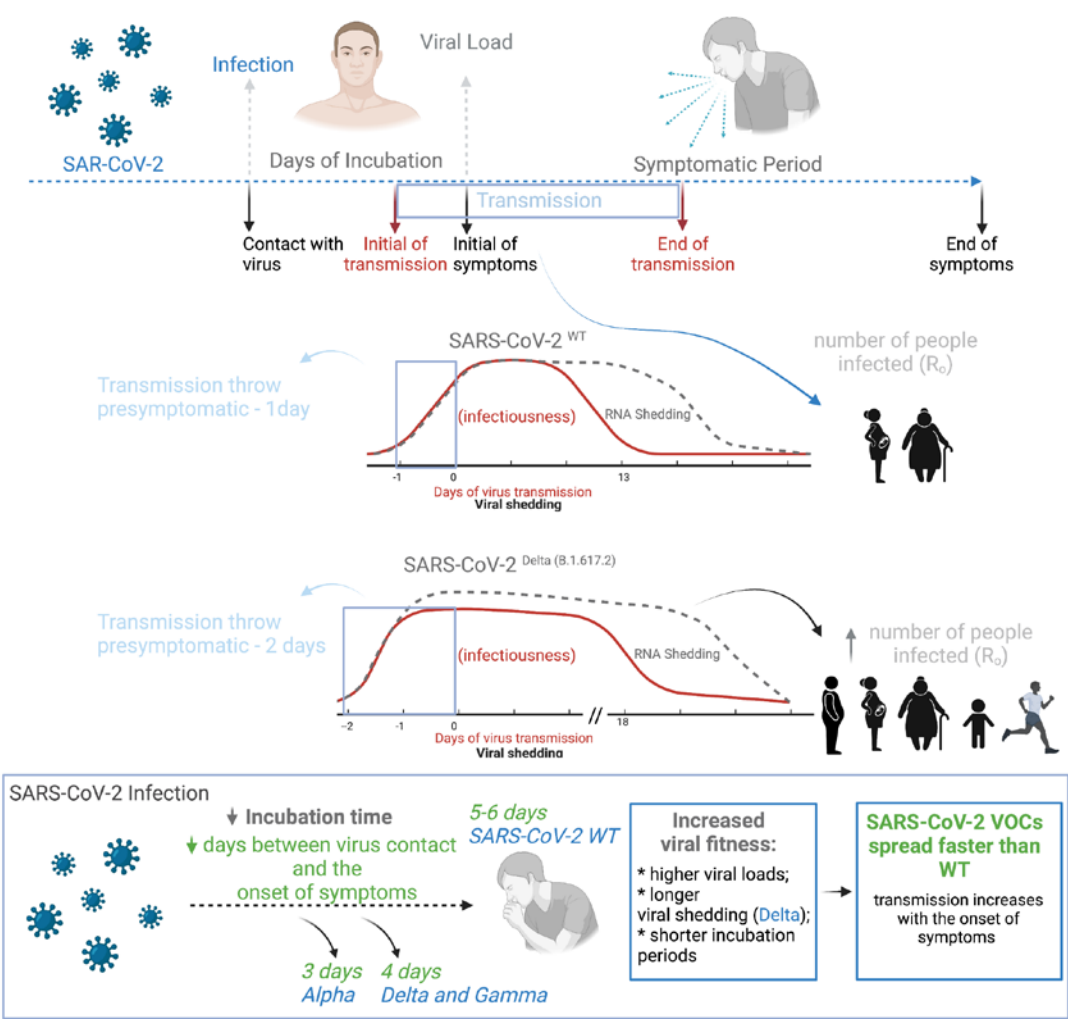 Viral Load
Infection
SAR-CoV-2
Days of Incubation
Symptomatic Period
Transmission
Contact with
virus
Initial of
transmission
Initial of
symptoms
End of
transmission
End of
symptoms
SARS-CoV-2 WT
number of people
infected (R₀)
Transmission throw
presymptomatic - 1day
(infectiousness)
RNA Shedding
-1
0
13
Days of virus transmission
Viral shedding
SARS-CoV-2 Delta (B.1.617.2)
Transmission throw
presymptomatic - 2 days
number of people
infected (R₀)
(infectiousness)
RNA Shedding
-2
-1
0
//
18
Days of virus transmission
Viral shedding
SARS-CoV-2 Infection
Incubation time
days between virus contact
and the
onset of symptoms
5-6 days
SARS-CoV-2 WT
3 days
Alpha
4 days
Delta and Gamma
Increased
viral fitness:
* higher viral loads;
* longer
viral shedding (Delta);
* shorter incubation
periods
SARS-CoV-2 VOCs
spread faster than
WT
transmission increases
with the onset of
symptoms